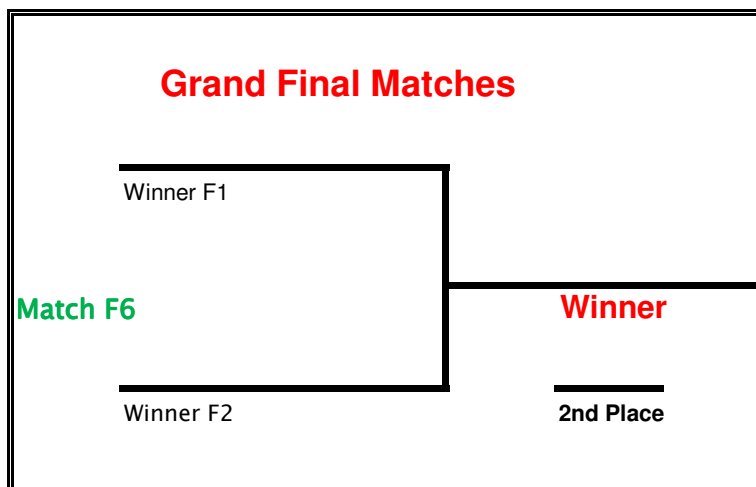 Grand Final Matches
Winner F1
Match F6
Winner
Winner F2
2nd Place